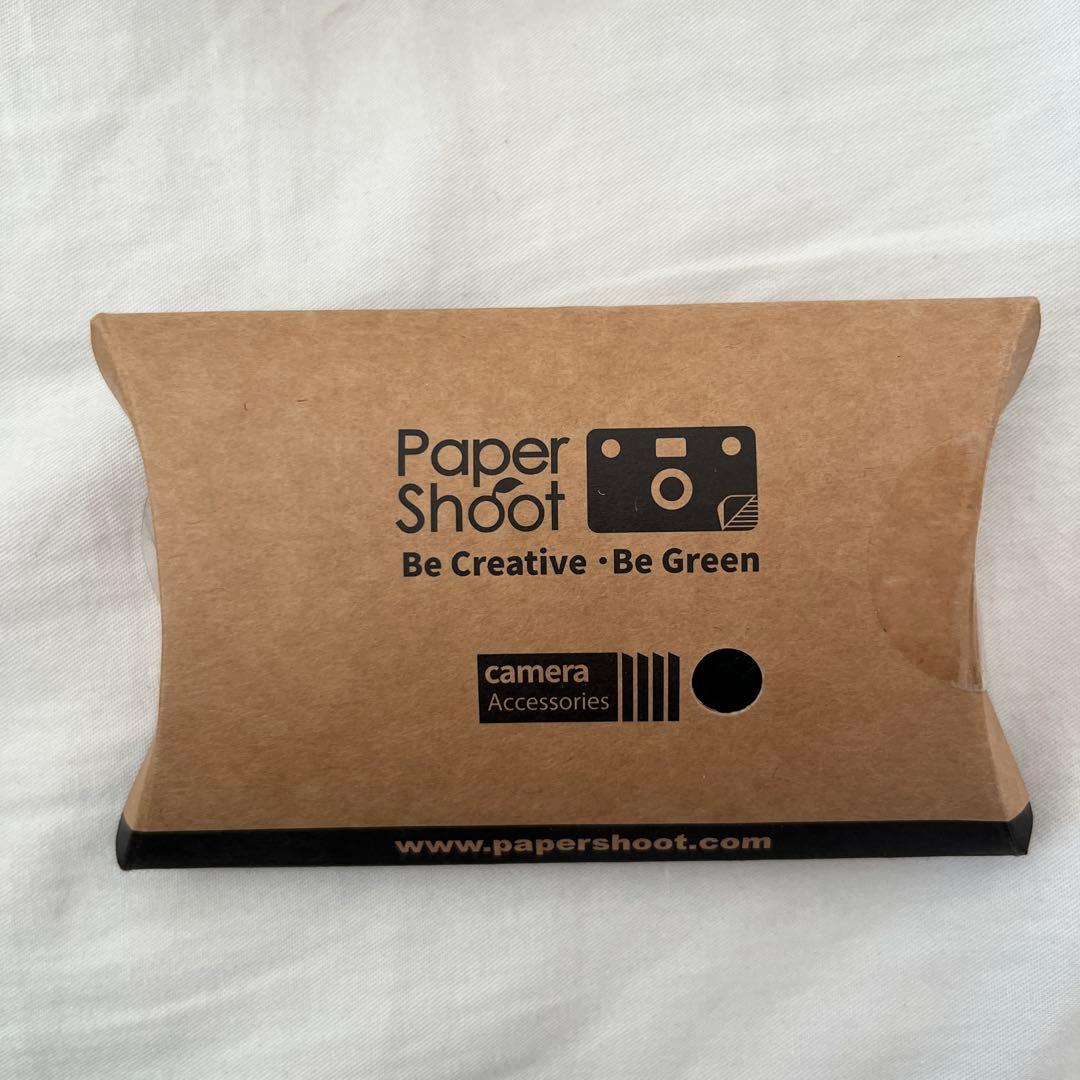 Paper
Shoot
Be Creative · Be Green
camera
Accessories
www.papershoot.com